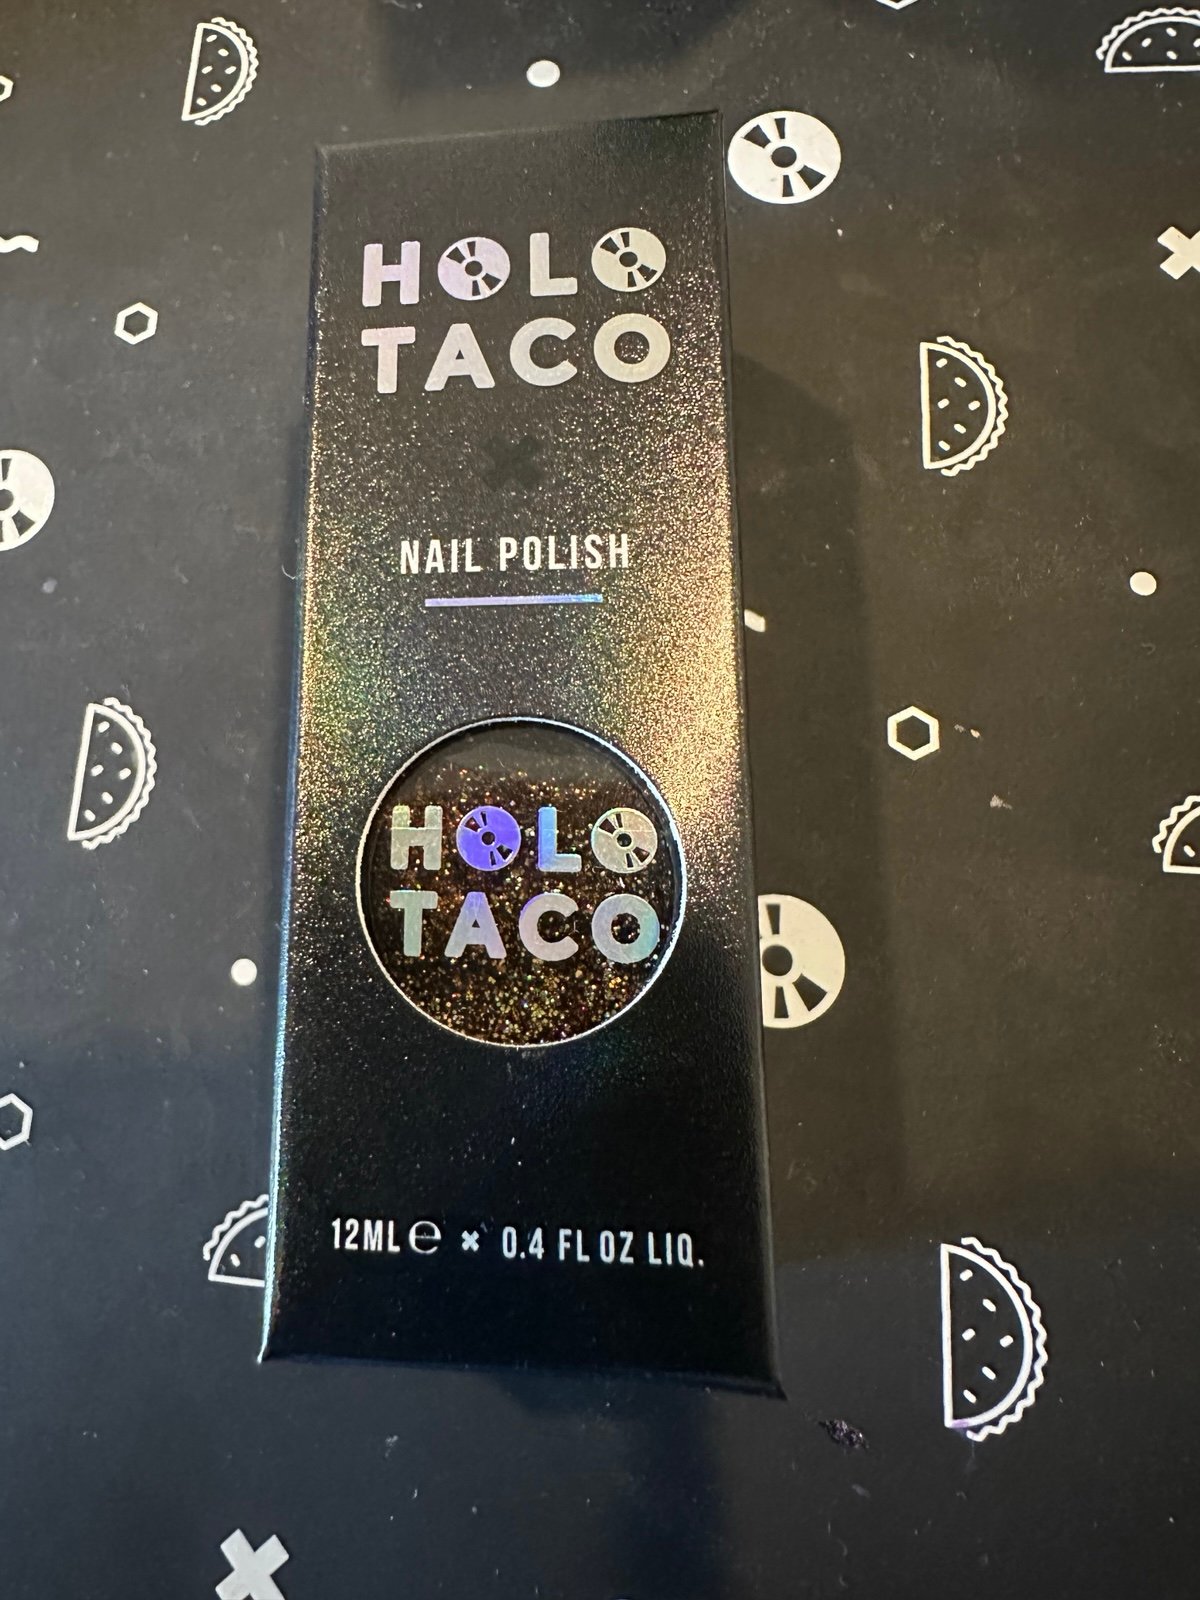 HOLO
TACO
NAIL POLISH
HOLO
TACO
12ML ℮ × 0.4 FL OZ LIQ.